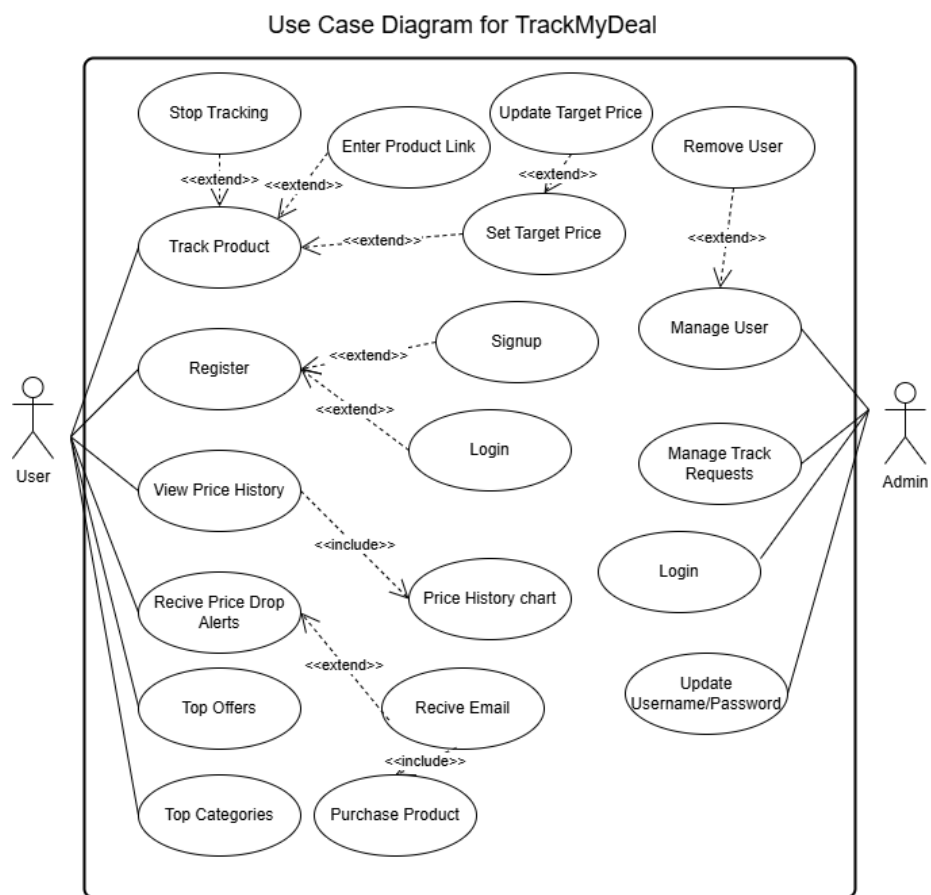 Use Case Diagram for TrackMyDeal
Stop Tracking
Update Target Price
Enter Product Link
Remove User
<<extend>>
<<extend>>
<<extend>>
Track Product
<<extend>>
Set Target Price
<<extend>>
Manage User
Register
<<extend>>
Signup
<<extend>>
Login
User
Admin
Manage Track
Requests
View Price History
<<include>>
Price History chart
Login
Recive Price Drop
Alerts
<<extend>>
Update
Username/Password
Top Offers
Recive Email
<<include>>
Top Categories
Purchase Product